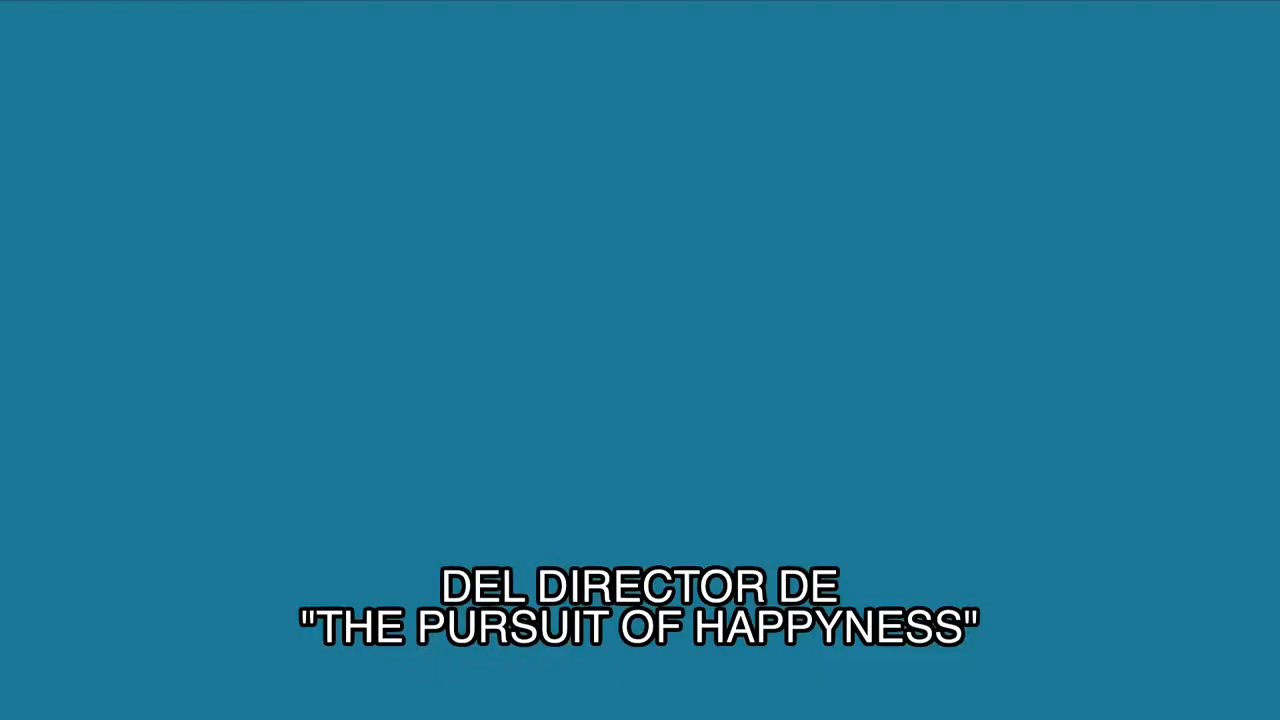 DEL DIRECTOR DE
"THE PURSUIT OF HAPPYNESS"